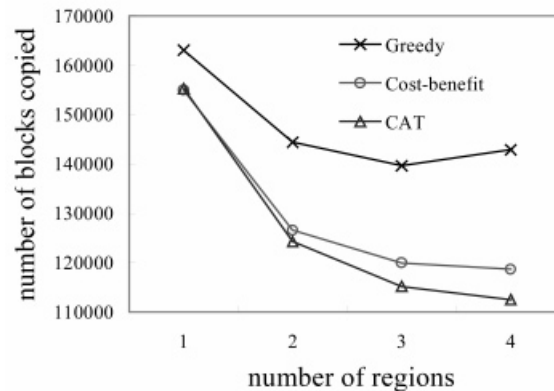 number of blocks copied
170000
160000
150000
140000
130000
120000
110000
Greedy
Cost-benefit
CAT
1 2 3 4
number of regions